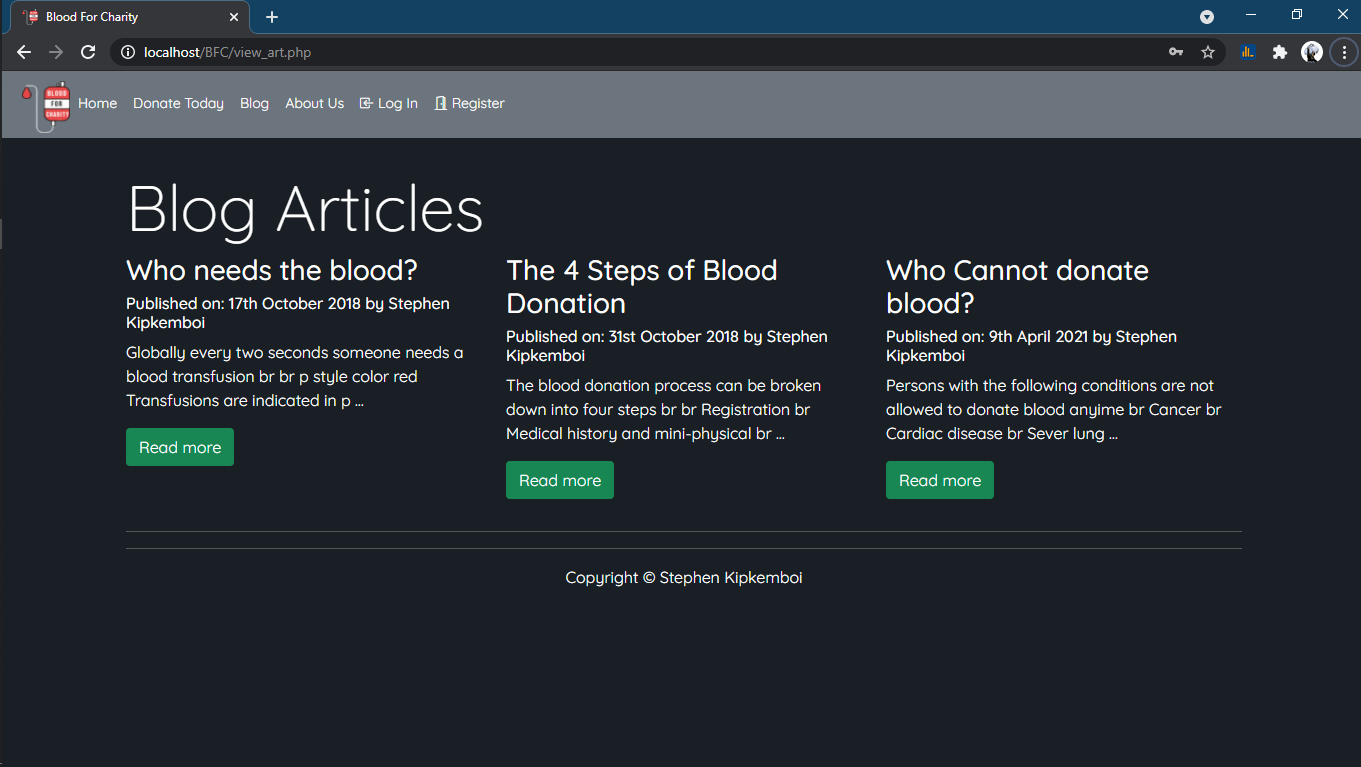 Blood For Charity
localhost/BFC/view_art.php
BLOOD
FOR
CHARITY
Home Donate Today Blog About Us Log In Register
Blog Articles
Who needs the blood?
Published on: 17th October 2018 by Stephen
Kipkemboi
Globally every two seconds someone needs a
blood transfusion br br p style color red
Transfusions are indicated in p ...
Read more
The 4 Steps of Blood
Donation
Published on: 31st October 2018 by Stephen
Kipkemboi
The blood donation process can be broken
down into four steps br br Registration br
Medical history and mini-physical br ...
Read more
Who Cannot donate
blood?
Published on: 9th April 2021 by Stephen
Kipkemboi
Persons with the following conditions are not
allowed to donate blood anyime br Cancer br
Cardiac disease br Sever lung ...
Read more
Copyright © Stephen Kipkemboi